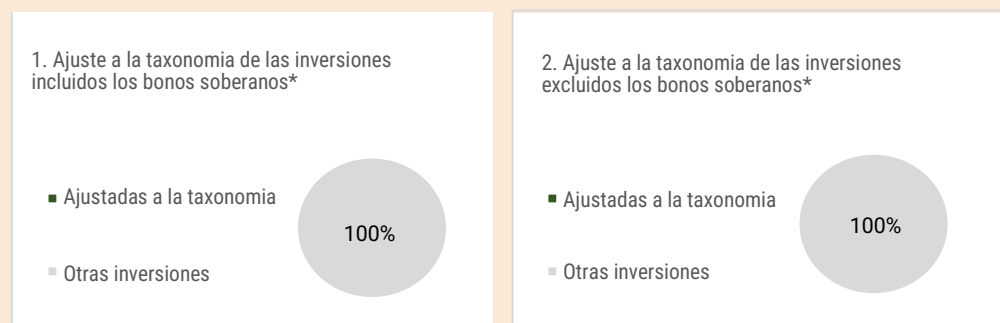 1. Ajuste a la taxonomia de las inversiones
incluidos los bonos soberanos*
Ajustadas a la taxonomia
100%
Otras inversiones
2. Ajuste a la taxonomia de las inversiones
excluidos los bonos soberanos*
Ajustadas a la taxonomia
100%
Otras inversiones